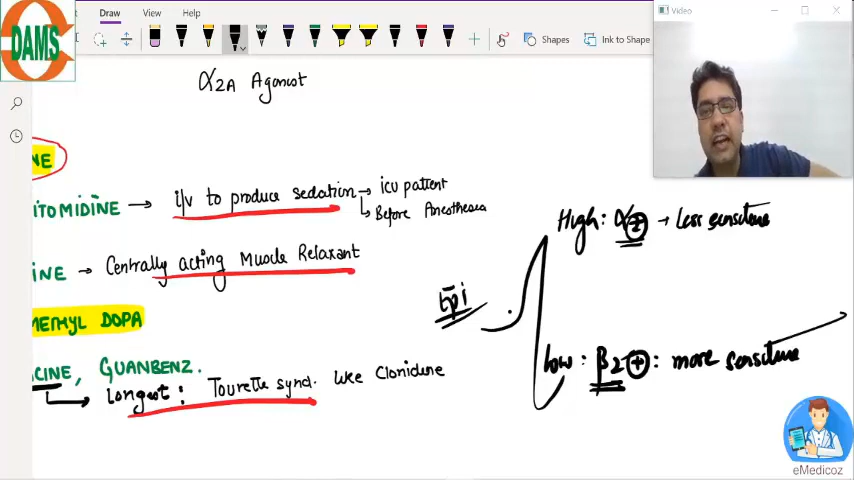 DAMS
Draw
View
Help
Shapes
Ink to Shape
Video
α2A Agonist
NE
ITOMIDINE → i/v to produce sedation → icu patient
→ Before Anesthesia
INE → Centrally acting Muscle Relaxant
METHYL DOPA
CINE, GUANBENZ.
→ Longest : Tourette synd. like Clonidine
Epi
High: α ⊕ → less sensitive
Low : β2 ⊕ : more sensitive
eMedicoz